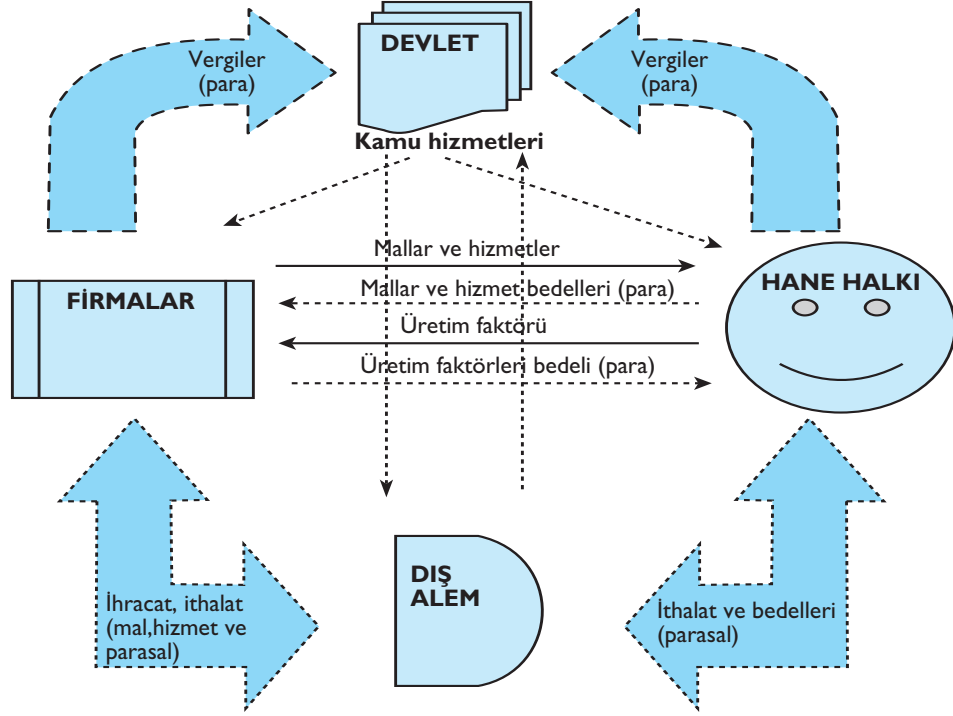 DEVLET
Vergiler
(para)
Vergiler
(para)
Kamu hizmetleri
Mallar ve hizmetler
Mallar ve hizmet bedelleri (para)
Üretim faktörü
Üretim faktörleri bedeli (para)
FİRMALAR
HANE HALKI
DIŞ
ALEM
İhracat, ithalat
(mal,hizmet ve
parasal)
İthalat ve bedelleri
(parasal)